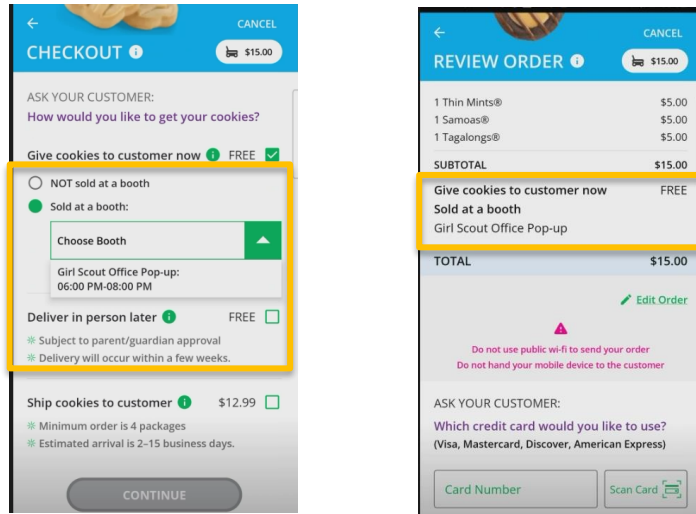 CANCEL
CHECKOUT
$15.00
ASK YOUR CUSTOMER:
How would you like to get your cookies?
Give cookies to customer now FREE
NOT sold at a booth
Sold at a booth:
Choose Booth
Girl Scout Office Pop-up:
06:00 PM-08:00 PM
Deliver in person later FREE
Subject to parent/guardian approval
Delivery will occur within a few weeks.
Ship cookies to customer $12.99
Minimum order is 4 packages
Estimated arrival is 2–15 business days.
CONTINUE
CANCEL
REVIEW ORDER
$15.00
1 Thin Mints® $5.00
1 Samoas® $5.00
1 Tagalongs® $5.00
SUBTOTAL $15.00
Give cookies to customer now FREE
Sold at a booth
Girl Scout Office Pop-up
TOTAL $15.00
Edit Order
Do not use public wi-fi to send your order
Do not hand your mobile device to the customer
ASK YOUR CUSTOMER:
Which credit card would you like to use?
(Visa, Mastercard, Discover, American Express)
Card Number
Scan Card